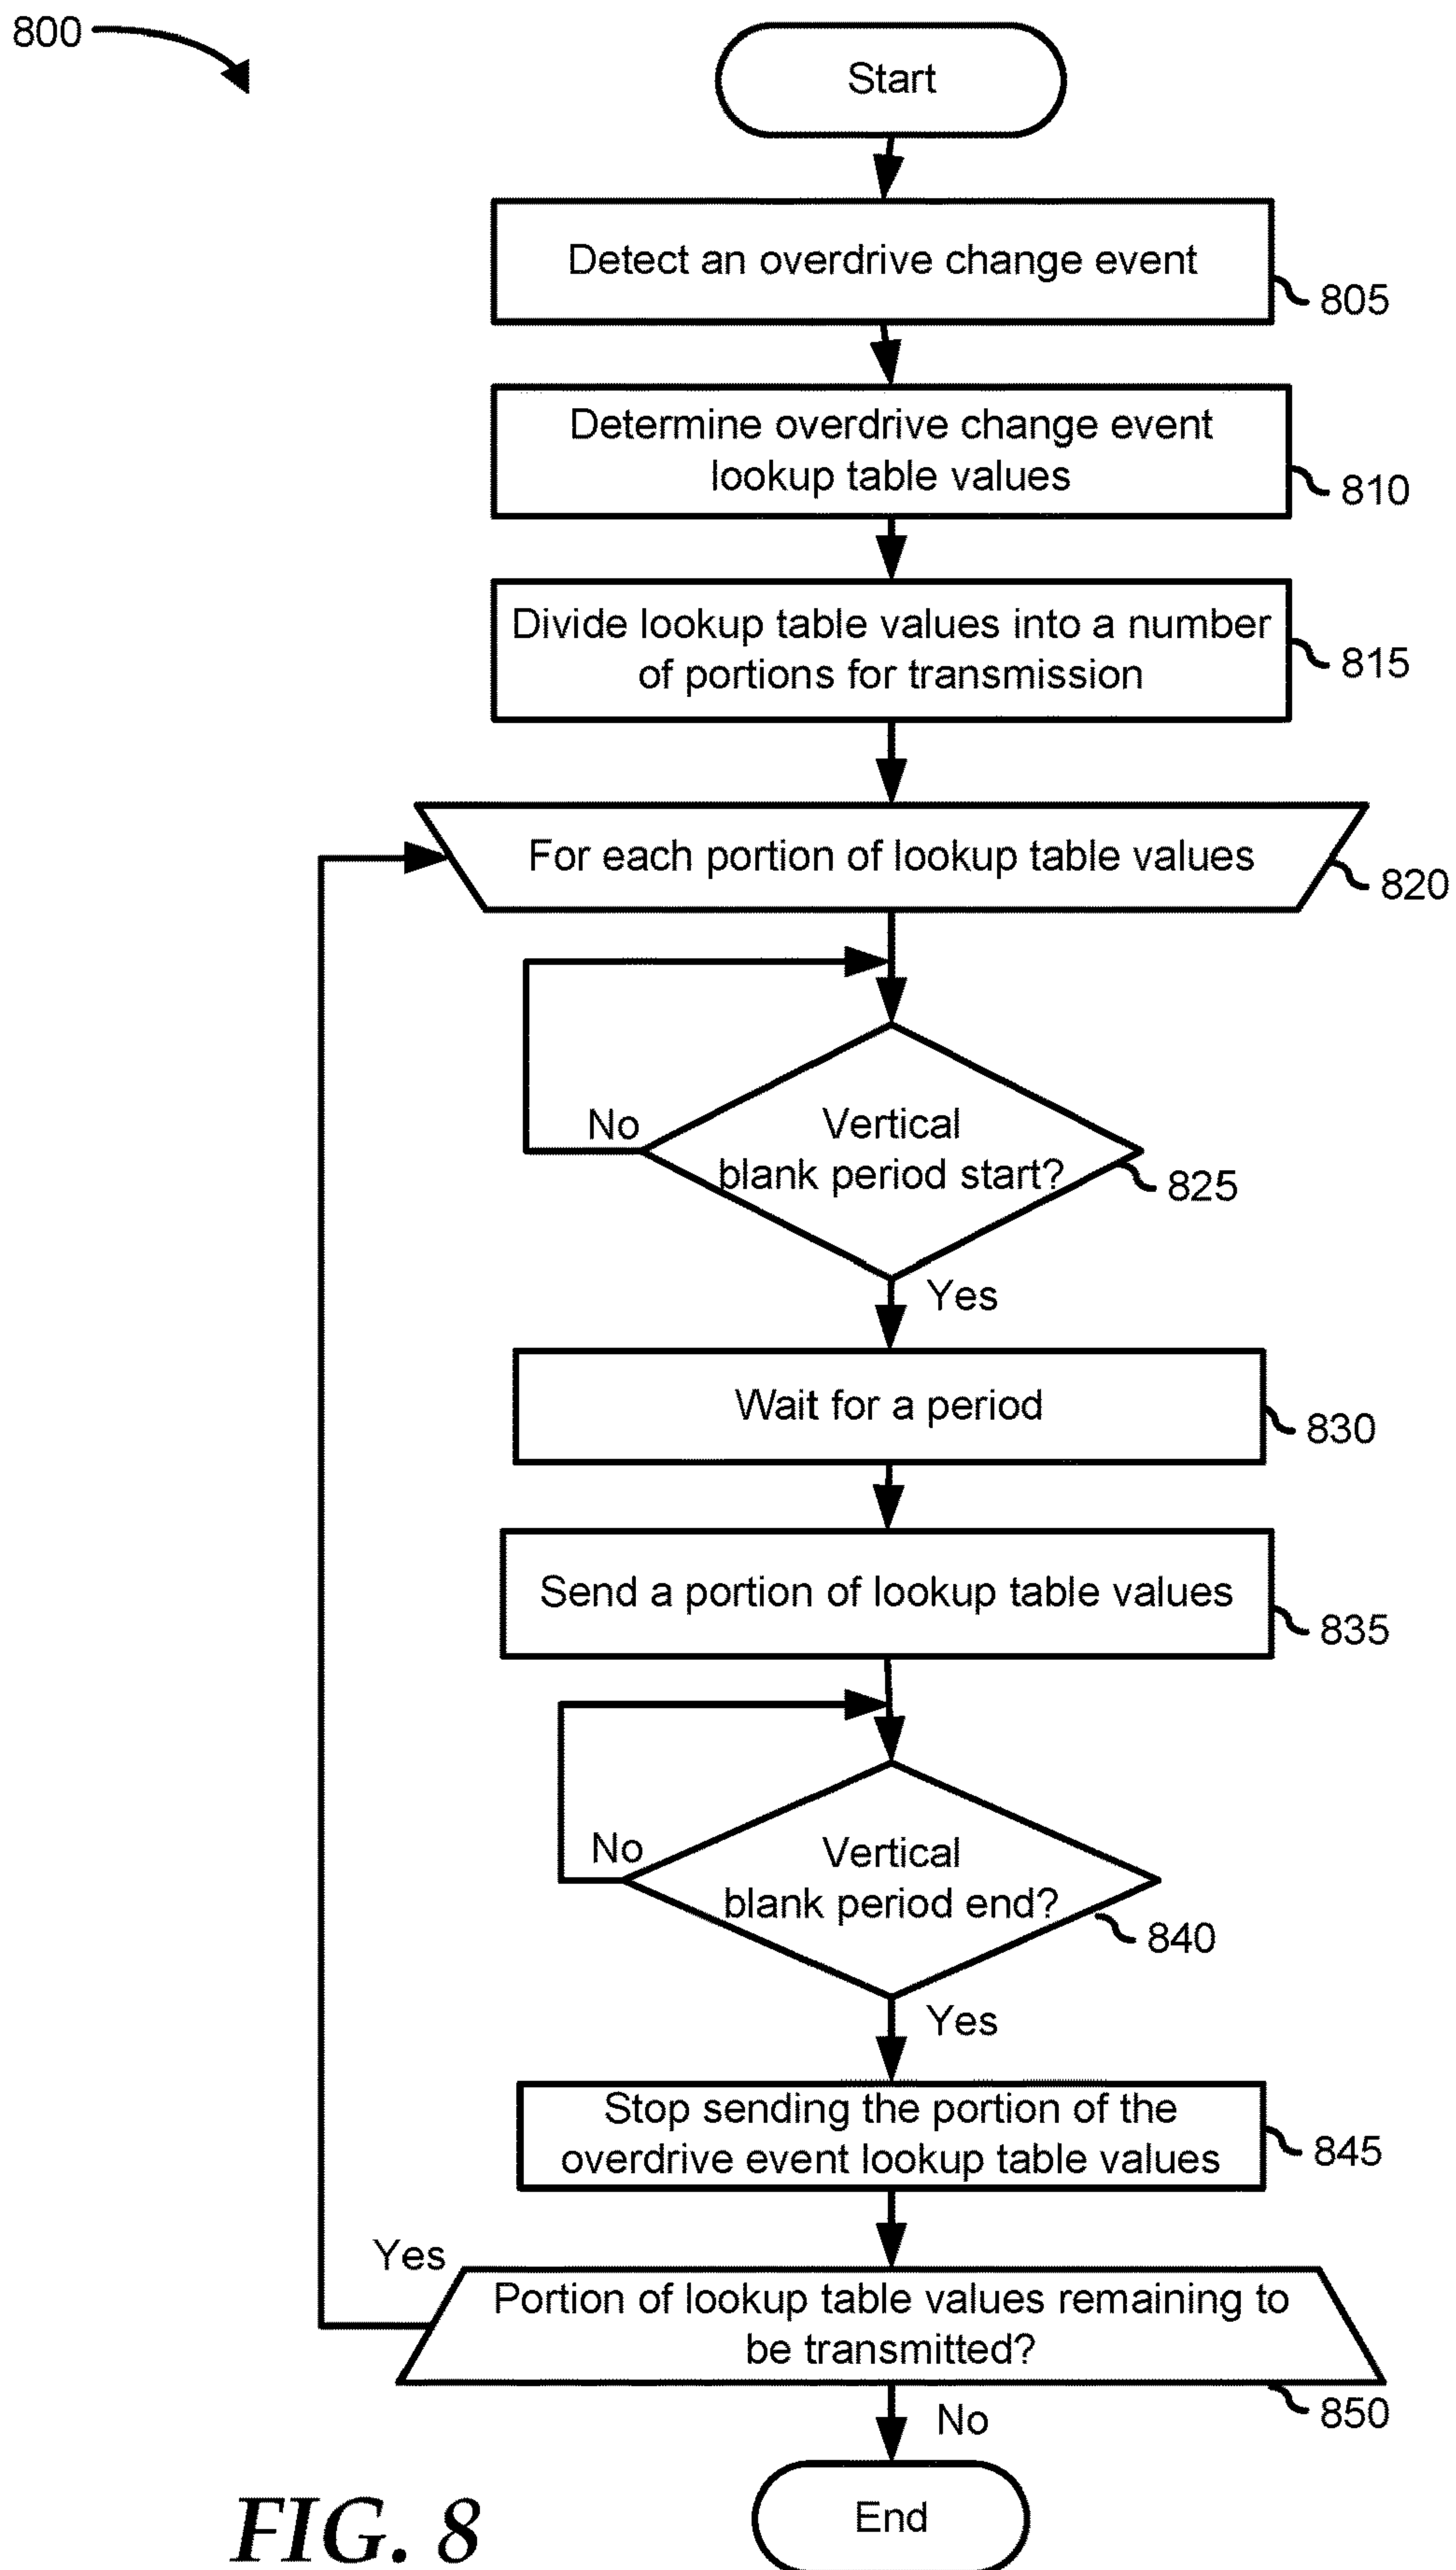 800
Start
Detect an overdrive change event
805
Determine overdrive change event
lookup table values
810
Divide lookup table values into a number
of portions for transmission
815
For each portion of lookup table values
820
No
Vertical
blank period start?
825
Yes
Wait for a period
830
Send a portion of lookup table values
835
No
Vertical
blank period end?
840
Yes
Stop sending the portion of the
overdrive event lookup table values
845
Yes
Portion of lookup table values remaining to
be transmitted?
850
No
End
FIG. 8